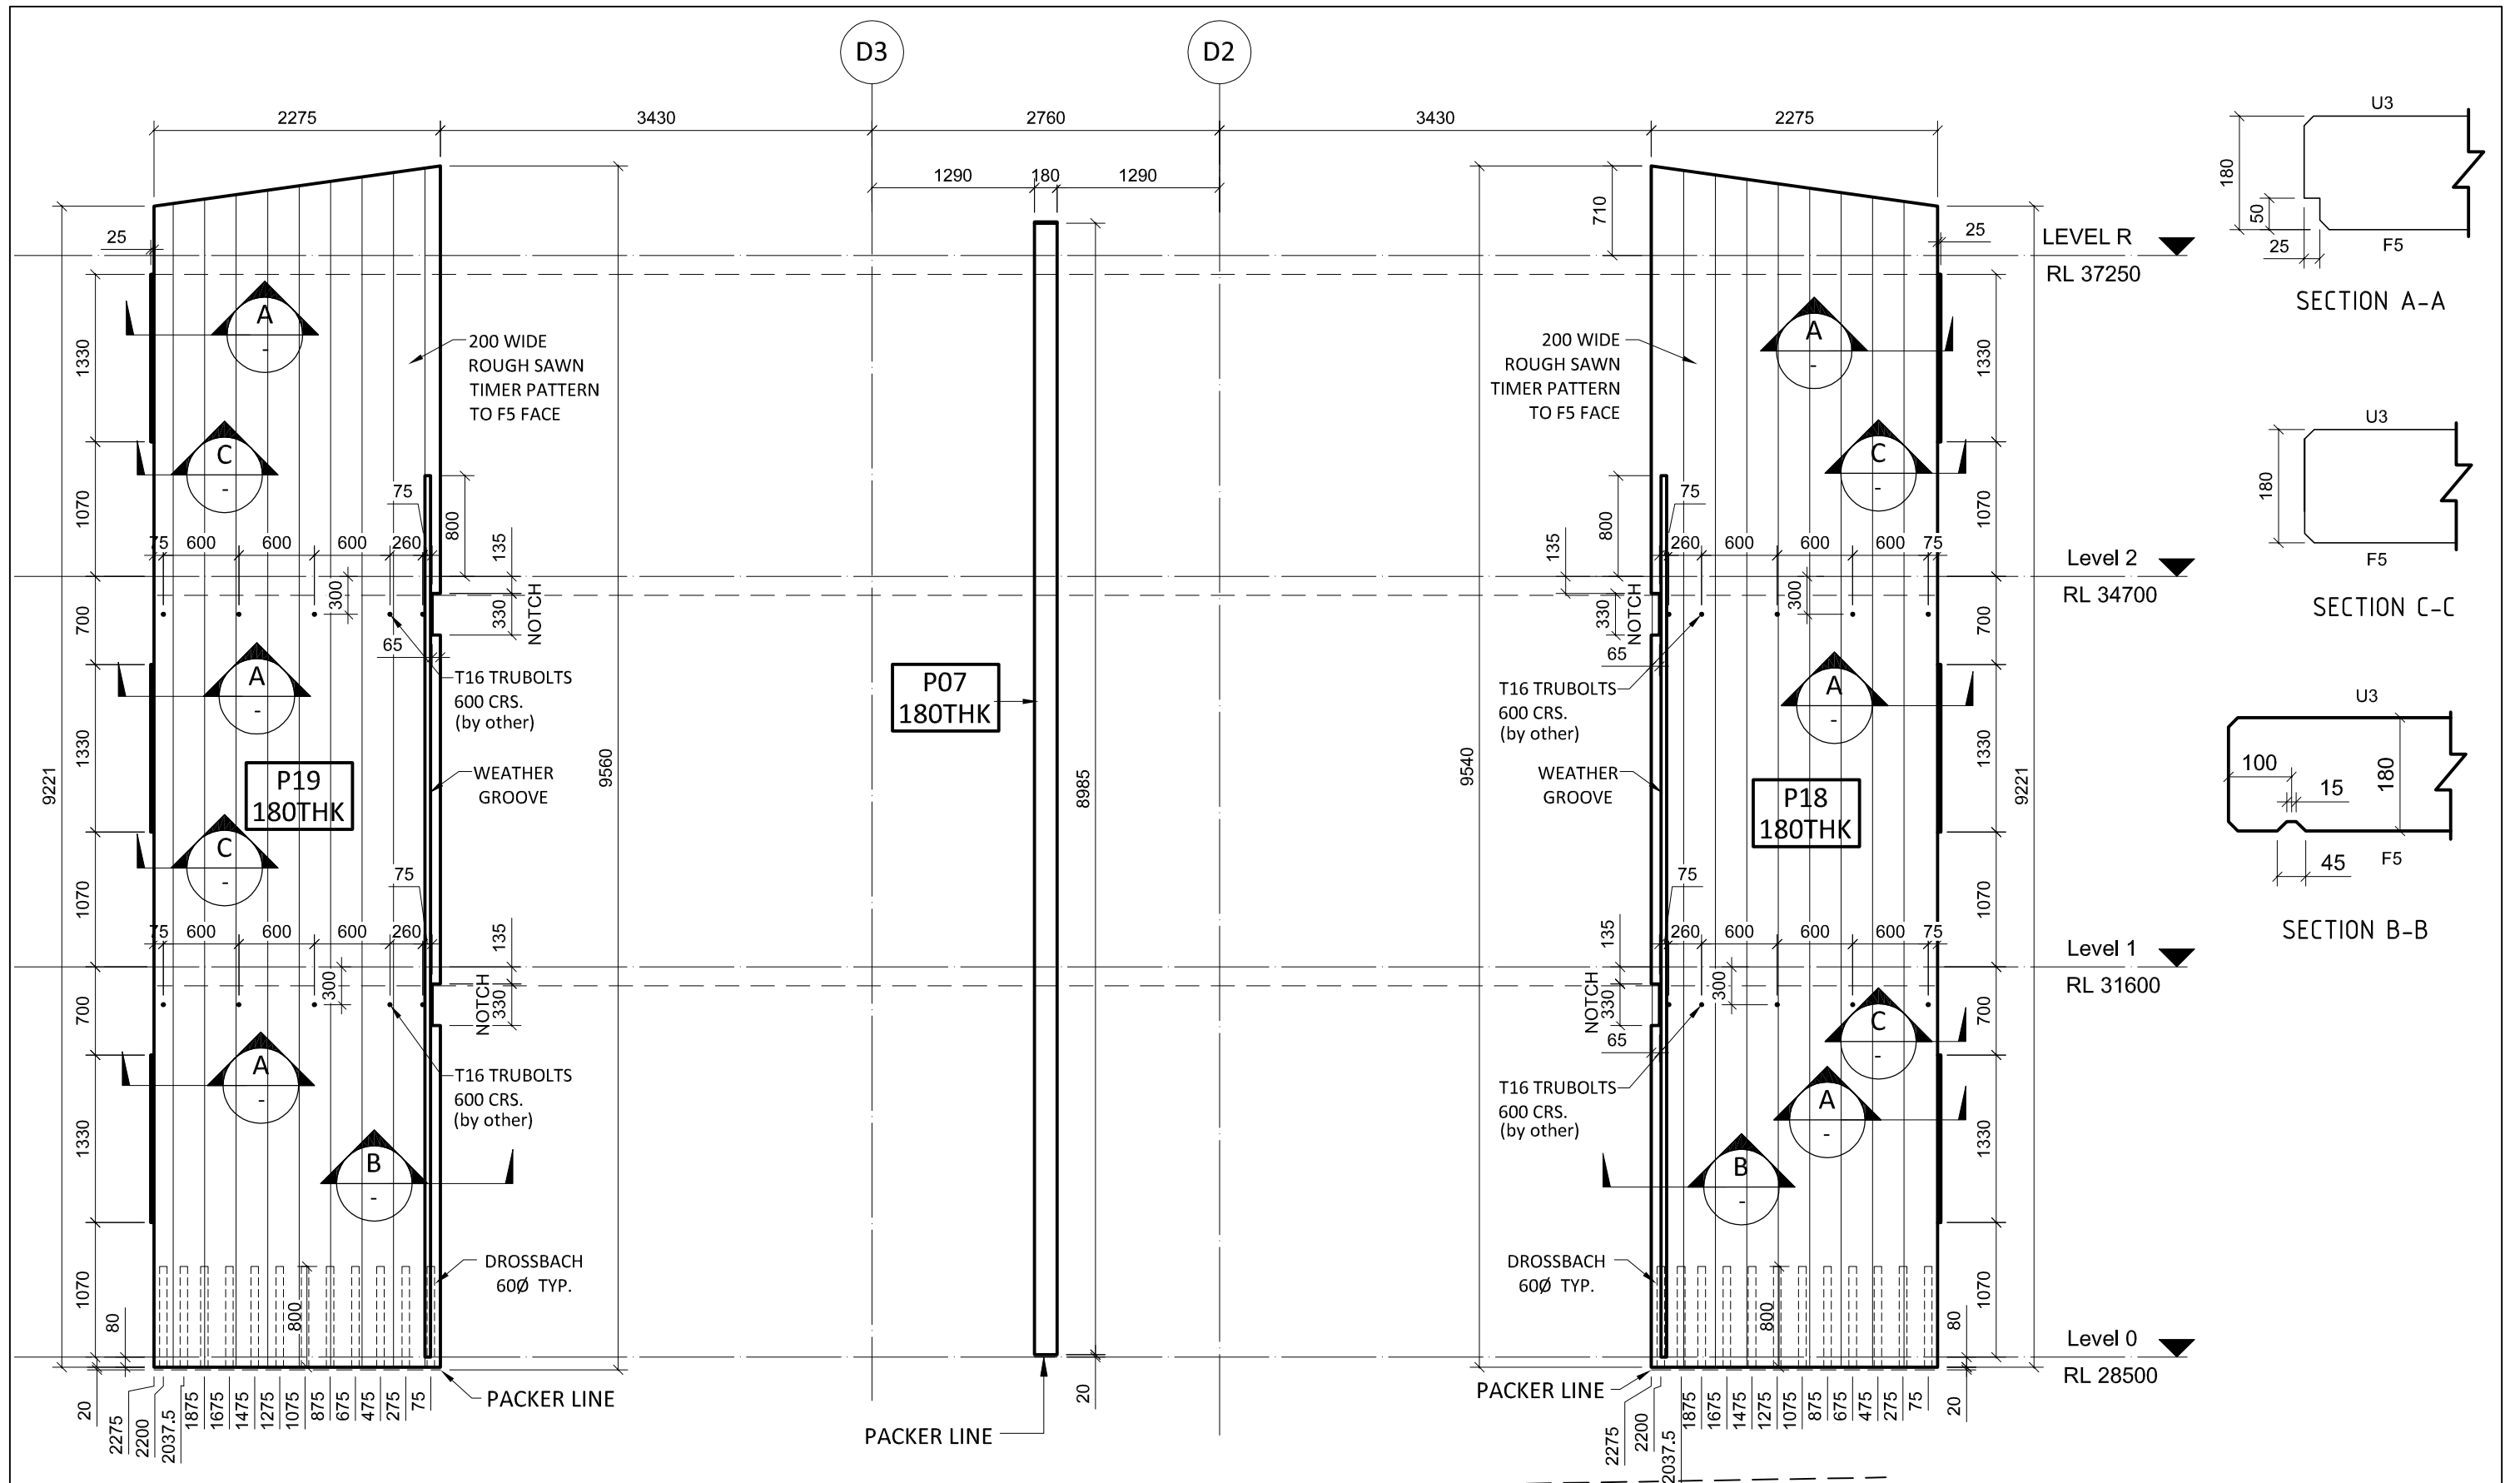 D3
D2
2275
3430
2760
3430
2275
1290
180
1290
9221
25
1330
1070
700
1330
1070
700
1330
1070
80
20
A
-
C
-
A
-
C
-
A
-
B
-
200 WIDE
ROUGH SAWN
TIMER PATTERN
TO F5 FACE
75
800
135
75
600
600
600
260
300
330
NOTCH
65
T16 TRUBOLTS
600 CRS.
(by other)
P19
180THK
WEATHER
GROOVE
9560
75
135
75
600
600
600
260
300
330
NOTCH
T16 TRUBOLTS
600 CRS.
(by other)
DROSSBACH
60Ø TYP.
800
PACKER LINE
2275
2200
2037.5
1875
1675
1475
1275
1075
875
675
475
275
75
P07
180THK
8985
20
PACKER LINE
9540
710
200 WIDE
ROUGH SAWN
TIMER PATTERN
TO F5 FACE
A
-
C
-
A
-
C
-
A
-
B
-
75
800
135
260
600
600
600
75
300
330
NOTCH
65
T16 TRUBOLTS
600 CRS.
(by other)
WEATHER
GROOVE
P18
180THK
75
135
260
600
600
600
75
300
330
NOTCH
65
T16 TRUBOLTS
600 CRS.
(by other)
DROSSBACH
60Ø TYP.
800
PACKER LINE
2275
2200
2037.5
1875
1675
1475
1275
1075
875
675
475
275
75
25
1330
1070
700
1330
1070
700
1330
1070
80
20
9221
LEVEL R
RL 37250
Level 2
RL 34700
Level 1
RL 31600
Level 0
RL 28500
U3
180
50
25
F5
SECTION A-A
U3
180
F5
SECTION C-C
U3
100
15
180
45
F5
SECTION B-B